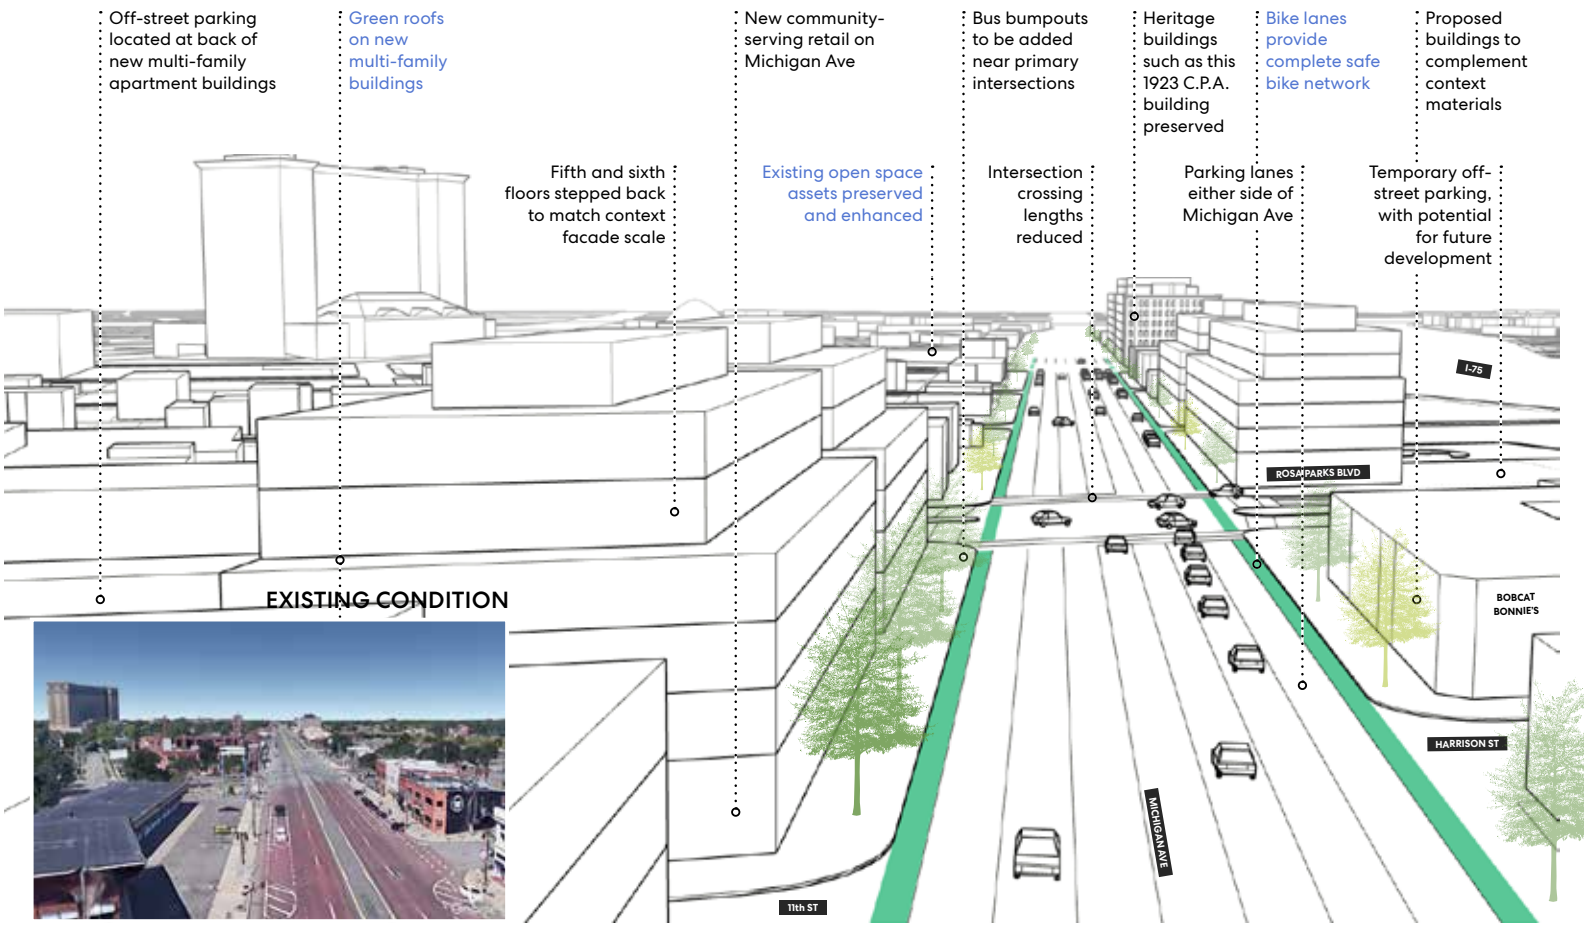 Off-street parking
located at back of
new multi-family
apartment buildings
Green roofs
on new
multi-family
buildings
New community-
serving retail on
Michigan Ave
Bus bumpouts
to be added
near primary
intersections
Heritage
buildings
such as this
1923 C.P.A.
building
preserved
Bike lanes
provide
complete safe
bike network
Proposed
buildings to
complement
context
materials
Fifth and sixth
floors stepped back
to match context
facade scale
Existing open space
assets preserved
and enhanced
Intersection
crossing
lengths
reduced
Parking lanes
either side of
Michigan Ave
Temporary off-
street parking,
with potential
for future
development
I-75
ROSA PARKS BLVD
BOBCAT
BONNIE'S
EXISTING CONDITION
HARRISON ST
MICHIGAN AVE
11th ST